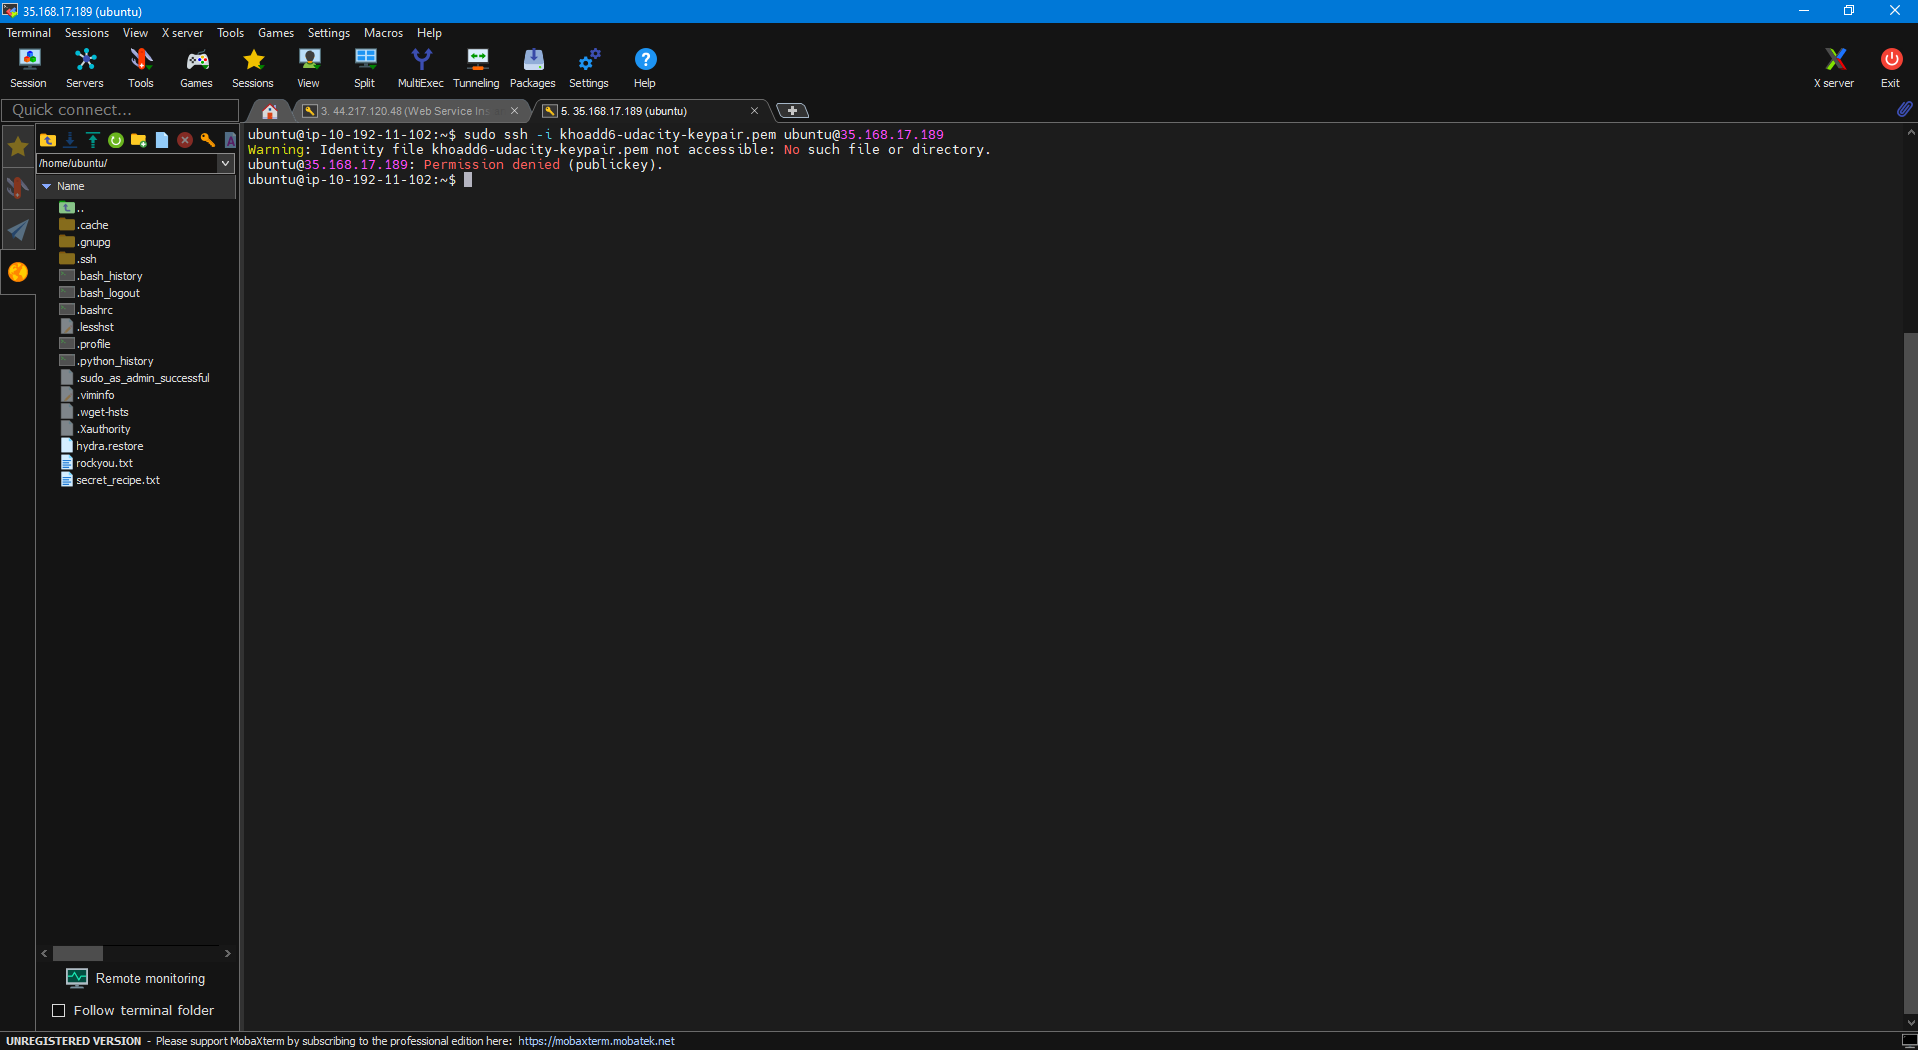 35.168.17.189 (ubuntu)
Terminal Sessions View X server Tools Games Settings Macros Help
Session Servers Tools Games Sessions View Split MultiExec Tunneling Packages Settings Help X server Exit
Quick connect...
3. 44.217.120.48 (Web Service Ins
5. 35.168.17.189 (ubuntu)
/home/ubuntu/
Name
..
.cache
.gnupg
.ssh
.bash_history
.bash_logout
.bashrc
.lesshst
.profile
.python_history
.sudo_as_admin_successful
.viminfo
.wget-hsts
.Xauthority
hydra.restore
rockyou.txt
secret_recipe.txt
Remote monitoring
Follow terminal folder
ubuntu@ip-10-192-11-102:~$ sudo ssh -i khoadd6-udacity-keypair.pem ubuntu@35.168.17.189
Warning: Identity file khoadd6-udacity-keypair.pem not accessible: No such file or directory.
ubuntu@35.168.17.189: Permission denied (publickey).
ubuntu@ip-10-192-11-102:~$
UNREGISTERED VERSION - Please support MobaXterm by subscribing to the professional edition here: https://mobaxterm.mobatek.net